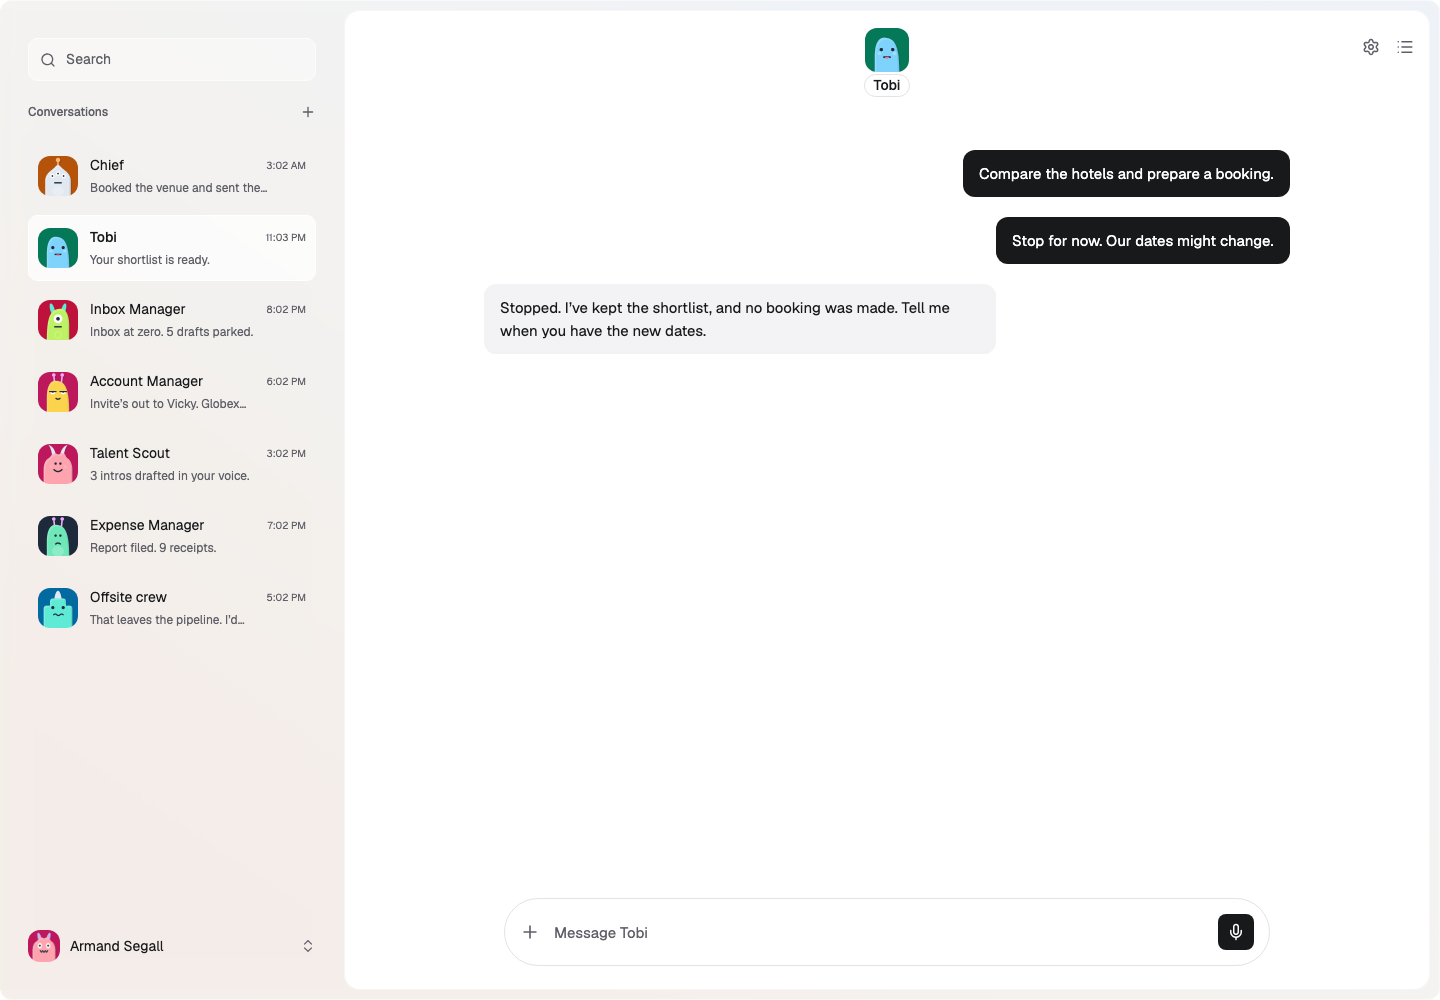 Search
Conversations
Chief
3:02 AM
Booked the venue and sent the...
Tobi
11:03 PM
Your shortlist is ready.
Inbox Manager
8:02 PM
Inbox at zero. 5 drafts parked.
Account Manager
6:02 PM
Invite's out to Vicky. Globex...
Talent Scout
3:02 PM
3 intros drafted in your voice.
Expense Manager
7:02 PM
Report filed. 9 receipts.
Offsite crew
5:02 PM
That leaves the pipeline. I'd...
Armand Segall
Tobi
Compare the hotels and prepare a booking.
Stop for now. Our dates might change.
Stopped. I've kept the shortlist, and no booking was made. Tell me
when you have the new dates.
Message Tobi